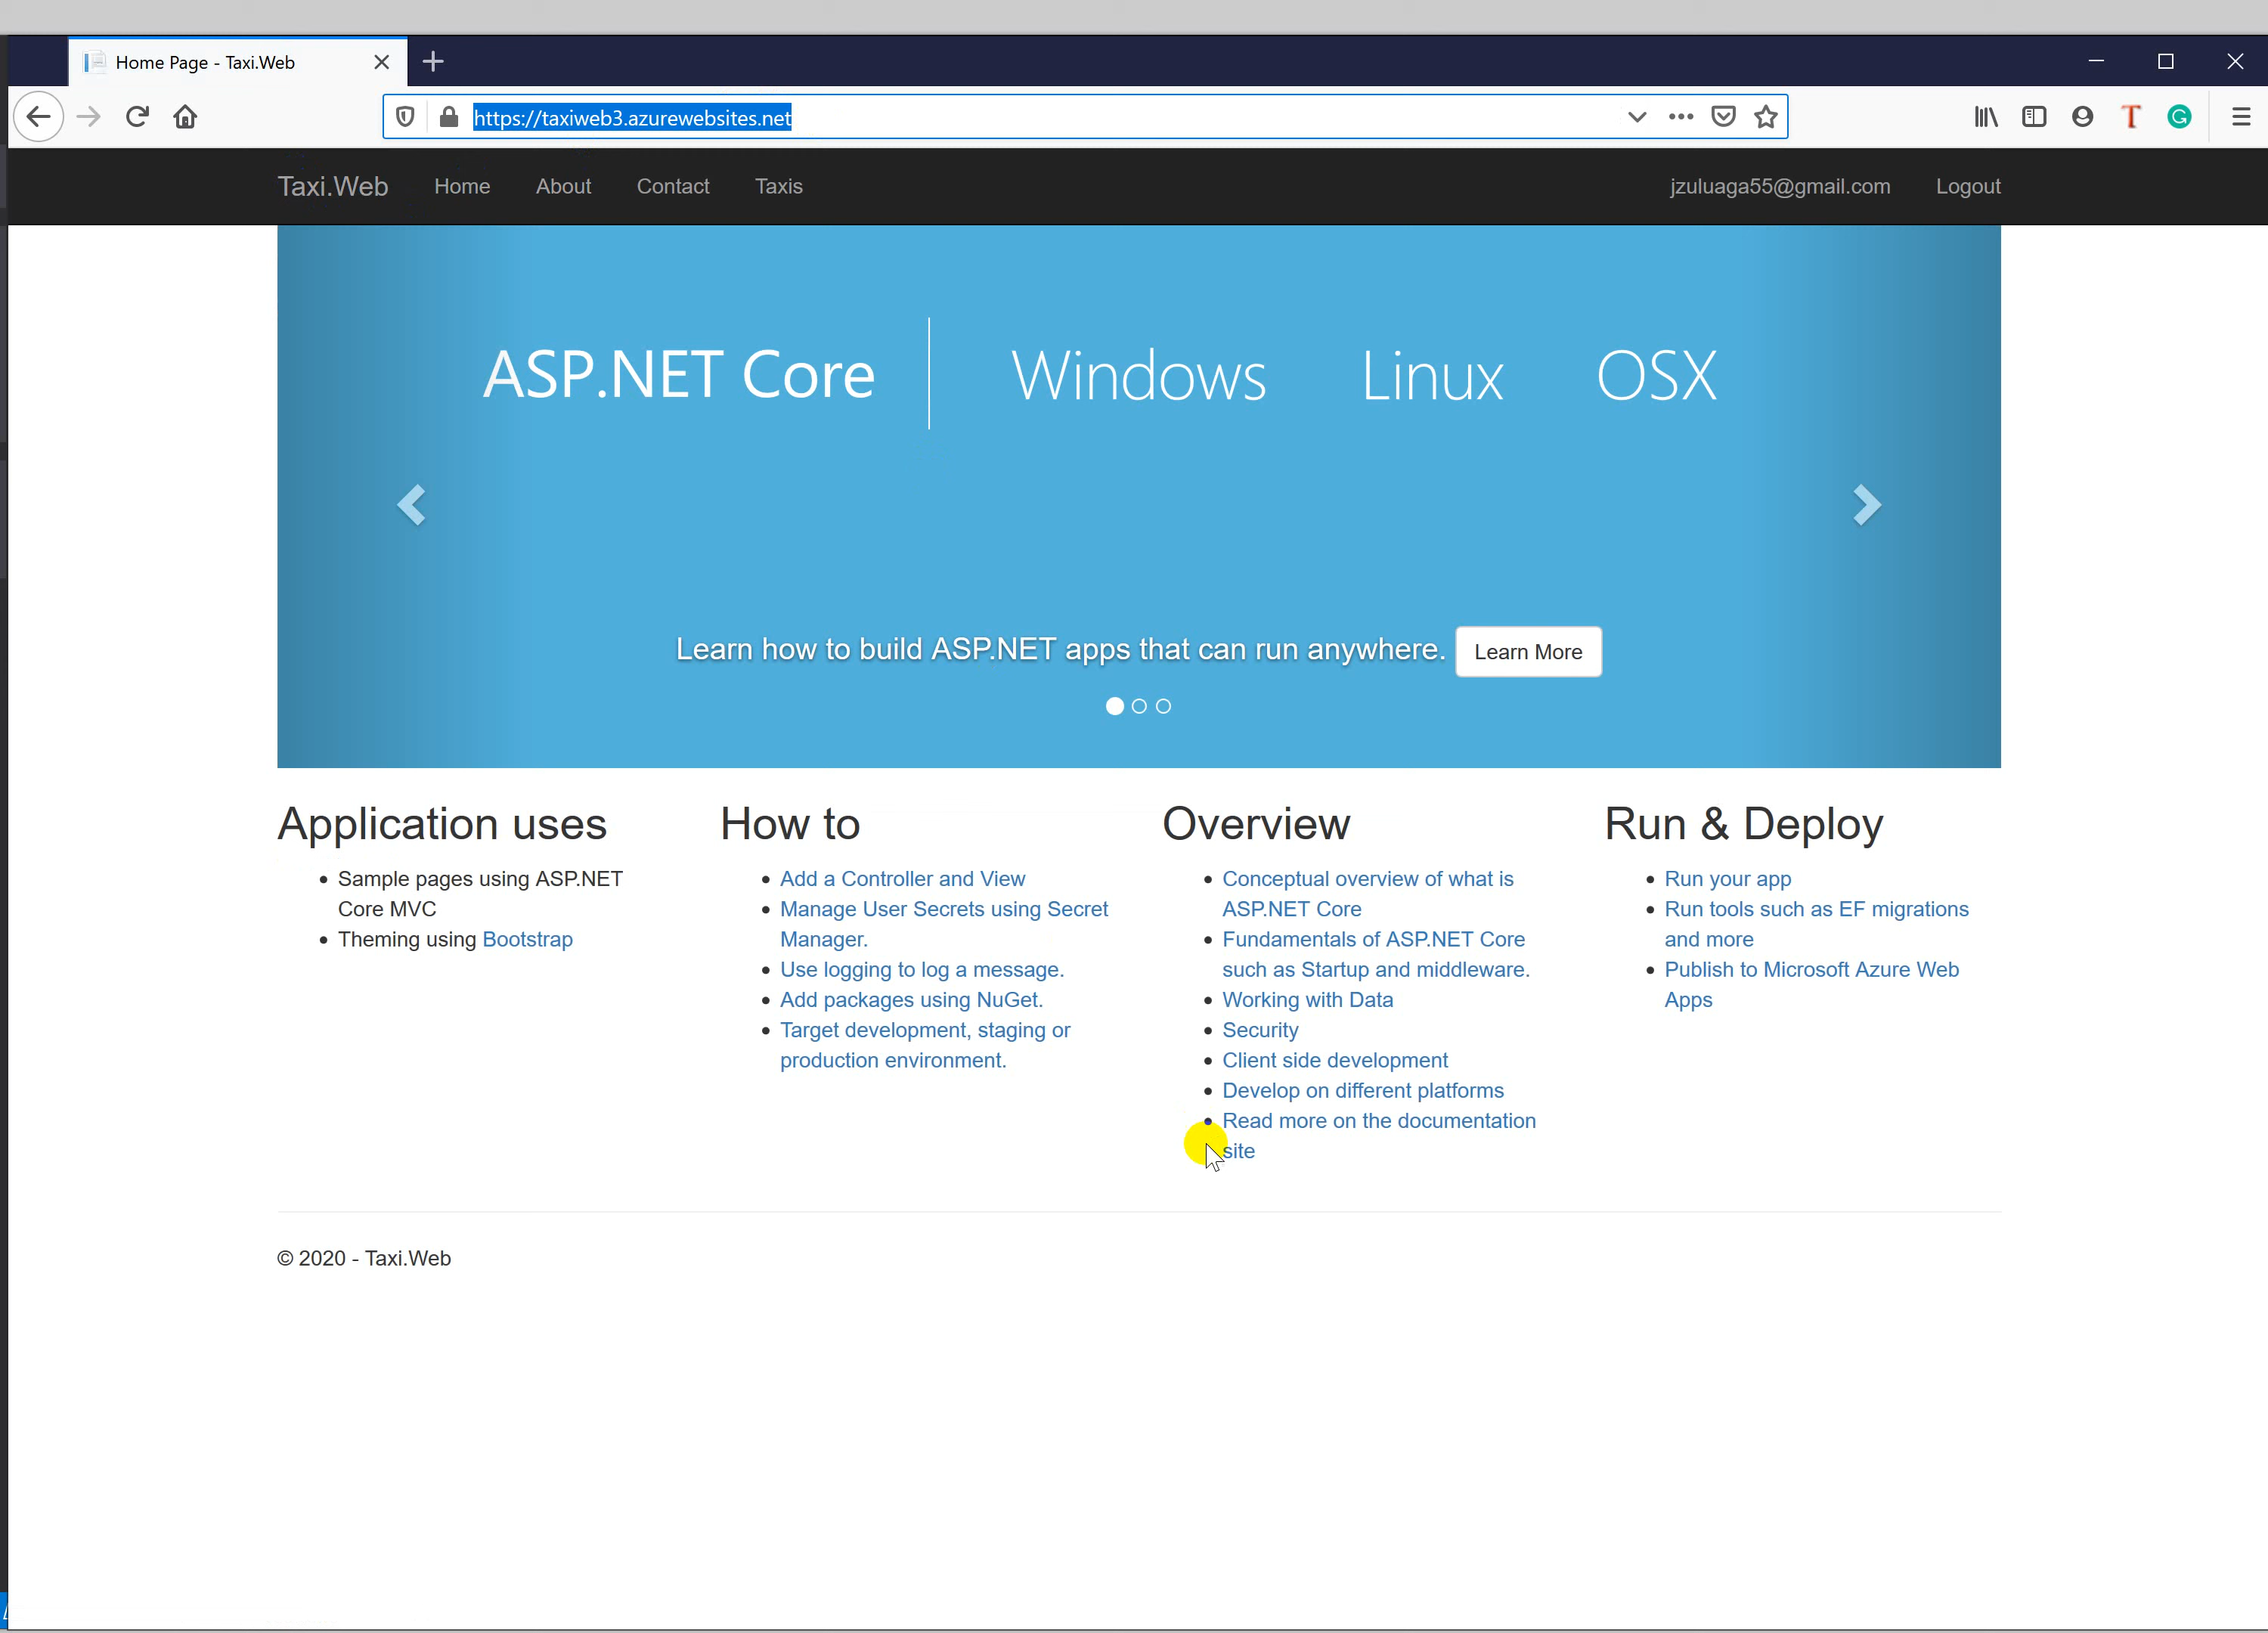 Home Page - Taxi.Web
https://taxiweb3.azurewebsites.net
Taxi.Web Home About Contact Taxis jzuluaga55@gmail.com Logout
ASP.NET Core Windows Linux OSX
Learn how to build ASP.NET apps that can run anywhere. Learn More
Application uses
Sample pages using ASP.NET
Core MVC
Theming using Bootstrap
How to
Add a Controller and View
Manage User Secrets using Secret
Manager.
Use logging to log a message.
Add packages using NuGet.
Target development, staging or
production environment.
Overview
Conceptual overview of what is
ASP.NET Core
Fundamentals of ASP.NET Core
such as Startup and middleware.
Working with Data
Security
Client side development
Develop on different platforms
Read more on the documentation
site
Run & Deploy
Run your app
Run tools such as EF migrations
and more
Publish to Microsoft Azure Web
Apps
© 2020 - Taxi.Web